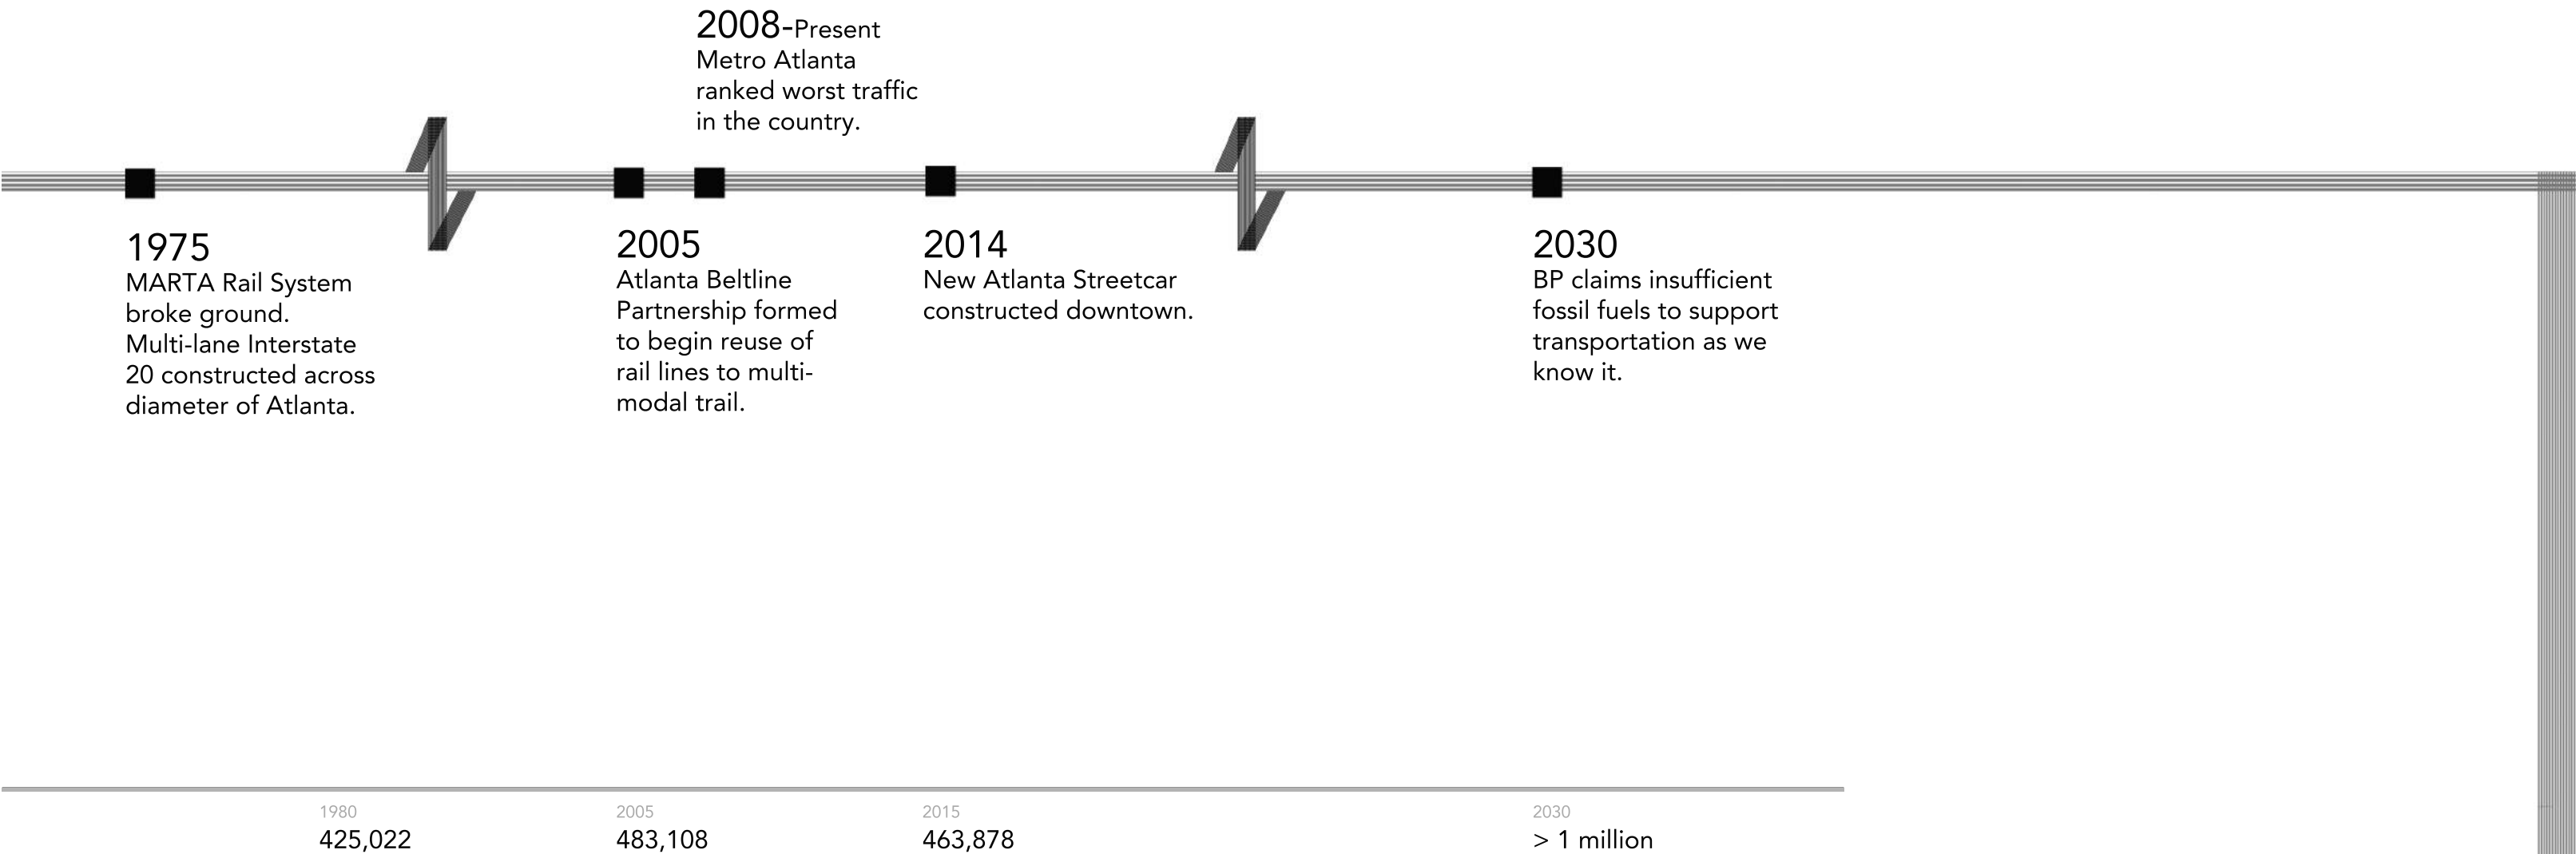 2008-Present
Metro Atlanta
ranked worst traffic
in the country.
1975
MARTA Rail System
broke ground.
Multi-lane Interstate
20 constructed across
diameter of Atlanta.
2005
Atlanta Beltline
Partnership formed
to begin reuse of
rail lines to multi-
modal trail.
2014
New Atlanta Streetcar
constructed downtown.
2030
BP claims insufficient
fossil fuels to support
transportation as we
know it.
1980
425,022
2005
483,108
2015
463,878
2030
> 1 million